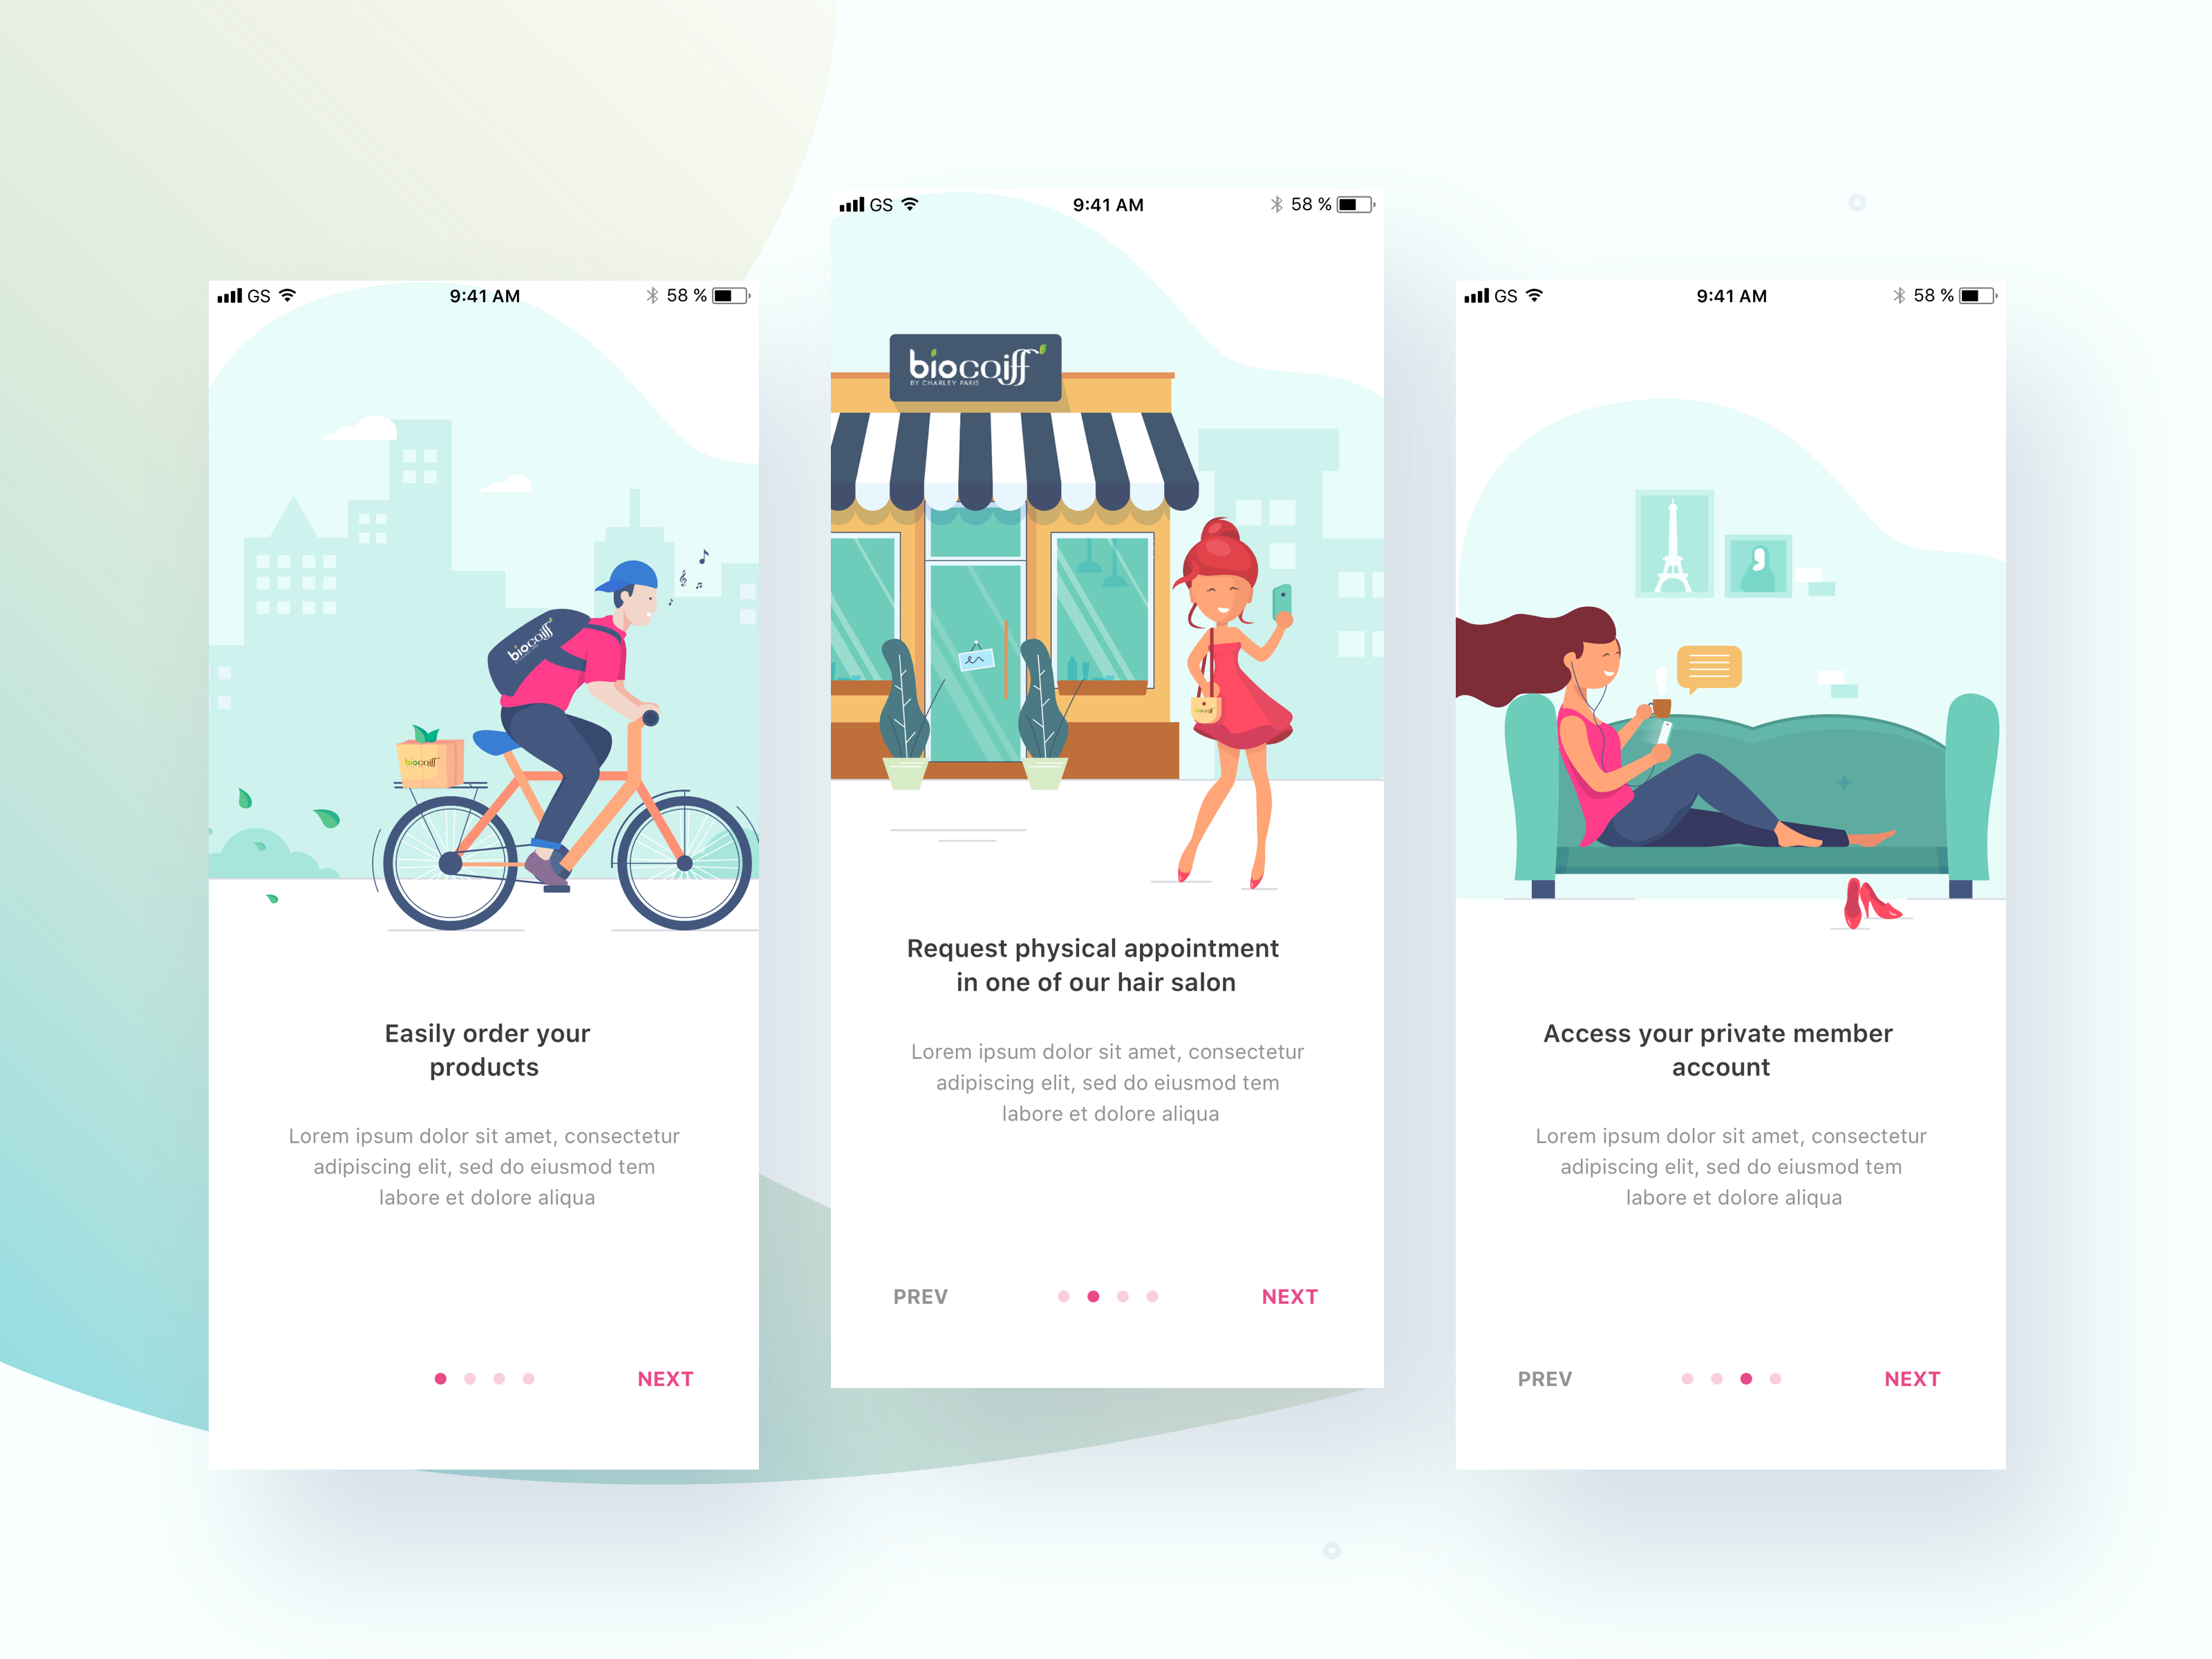 GS 9:41 AM 58 %
biocoiff
biocoiff
Easily order your
products
Lorem ipsum dolor sit amet, consectetur
adipiscing elit, sed do eiusmod tem
labore et dolore aliqua
NEXT
GS 9:41 AM 58 %
biocoiff
BY CHARLEY PARIS
biocoiff
Request physical appointment
in one of our hair salon
Lorem ipsum dolor sit amet, consectetur
adipiscing elit, sed do eiusmod tem
labore et dolore aliqua
PREV NEXT
GS 9:41 AM 58 %
Access your private member
account
Lorem ipsum dolor sit amet, consectetur
adipiscing elit, sed do eiusmod tem
labore et dolore aliqua
PREV NEXT